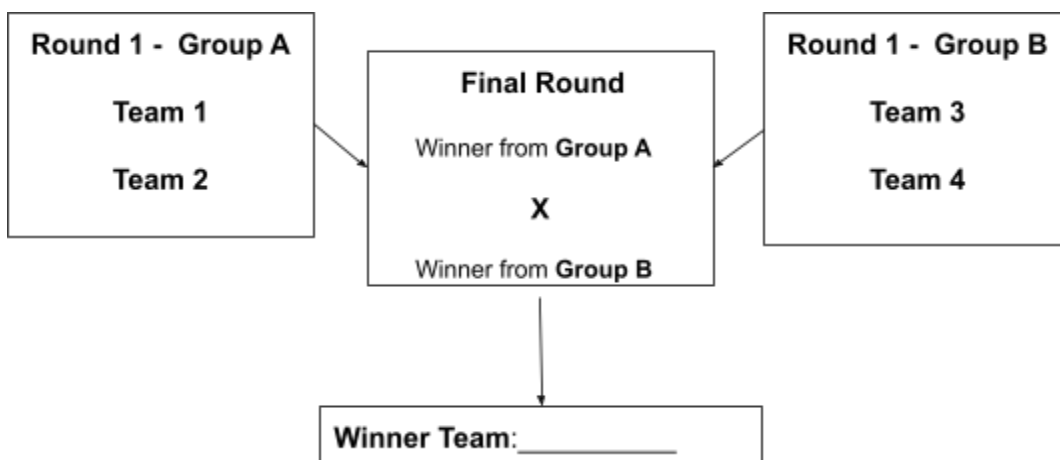 Round 1 - Group A
Team 1
Team 2
Final Round
Winner from Group A
X
Winner from Group B
Round 1 - Group B
Team 3
Team 4
Winner Team:___________